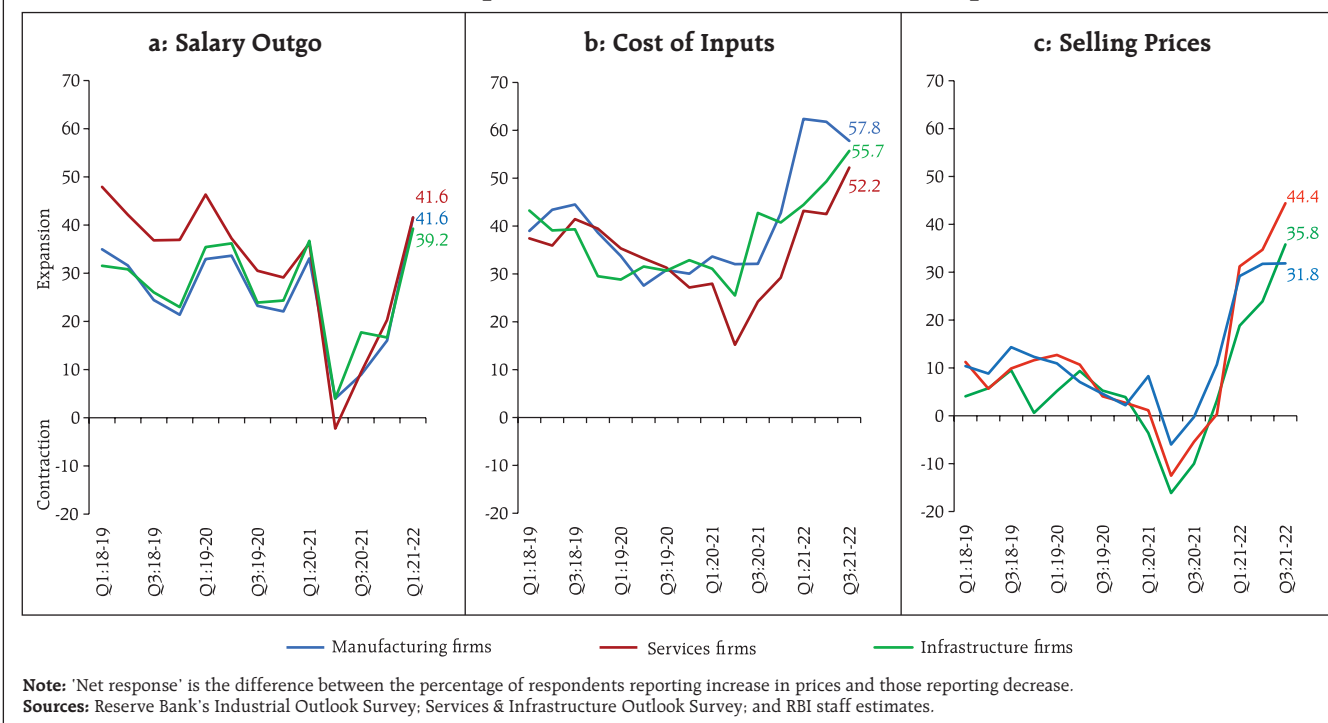 a: Salary Outgo
70
60
50
40
30
20
10
0
-10
-20
Expansion
Contraction
41.6
41.6
39.2
Q1:18-19
Q3:18-19
Q1:19-20
Q3:19-20
Q1:20-21
Q3:20-21
Q1:21-22
b: Cost of Inputs
70
60
50
40
30
20
10
0
-10
-20
57.8
55.7
52.2
Q1:18-19
Q3:18-19
Q1:19-20
Q3:19-20
Q1:20-21
Q3:20-21
Q1:21-22
Q3:21-22
c: Selling Prices
70
60
50
40
30
20
10
0
-10
-20
44.4
35.8
31.8
Q1:18-19
Q3:18-19
Q1:19-20
Q3:19-20
Q1:20-21
Q3:20-21
Q1:21-22
Q3:21-22
Manufacturing firms
Services firms
Infrastructure firms
Note: 'Net response' is the difference between the percentage of respondents reporting increase in prices and those reporting decrease.
Sources: Reserve Bank's Industrial Outlook Survey; Services & Infrastructure Outlook Survey; and RBI staff estimates.